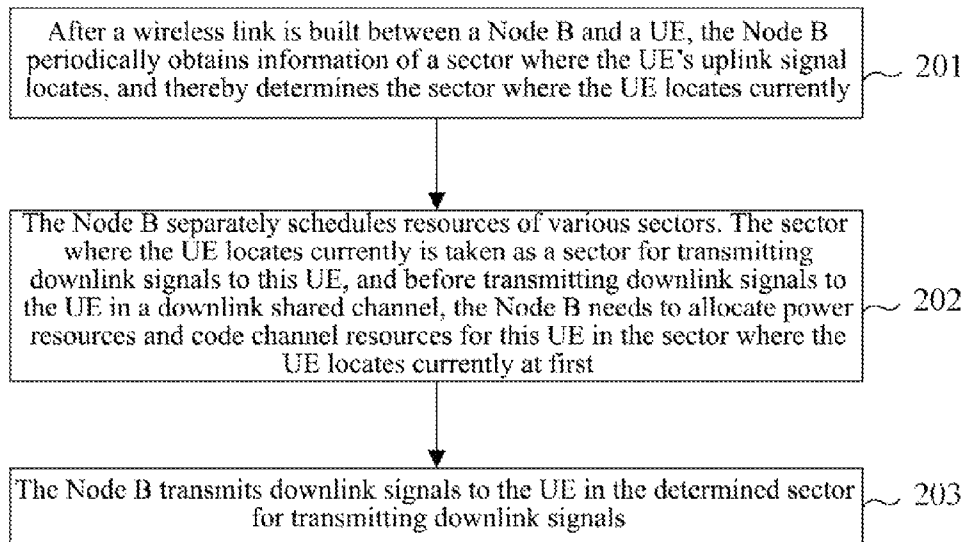 After a wireless link is built between a Node B and a UE, the Node B
periodically obtains information of a sector where the UE's uplink signal
locates, and thereby determines the sector where the UE locates currently
201
The Node B separately schedules resources of various sectors. The sector
where the UE locates currently is taken as a sector for transmitting
downlink signals to this UE, and before transmitting downlink signals to
the UE in a downlink shared channel, the Node B needs to allocate power
resources and code channel resources for this UE in the sector where the
UE locates currently at first
202
The Node B transmits downlink signals to the UE in the determined sector
for transmitting downlink signals
203